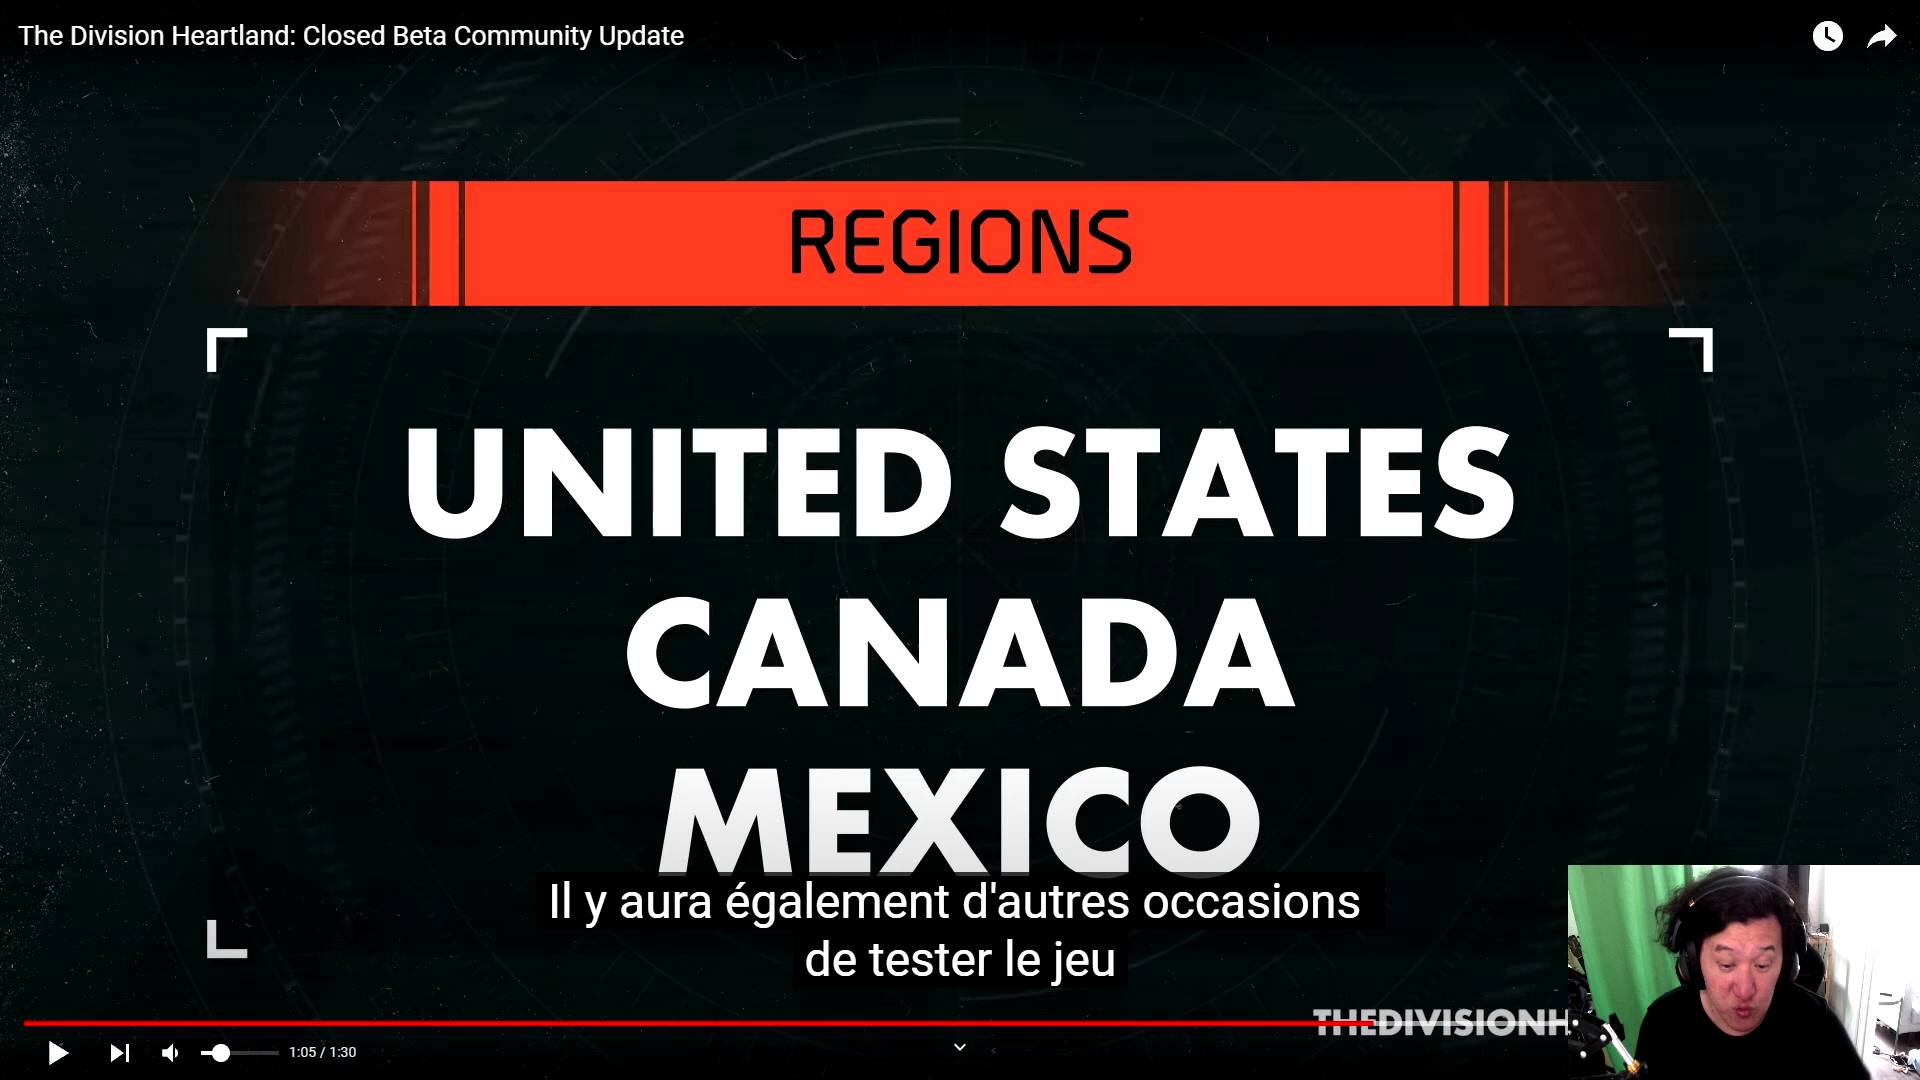 The Division Heartland: Closed Beta Community Update
REGIONS
UNITED STATES
CANADA
MEXICO
Il y aura également d'autres occasions
de tester le jeu
THEDIVISIONH
1:05 / 1:30